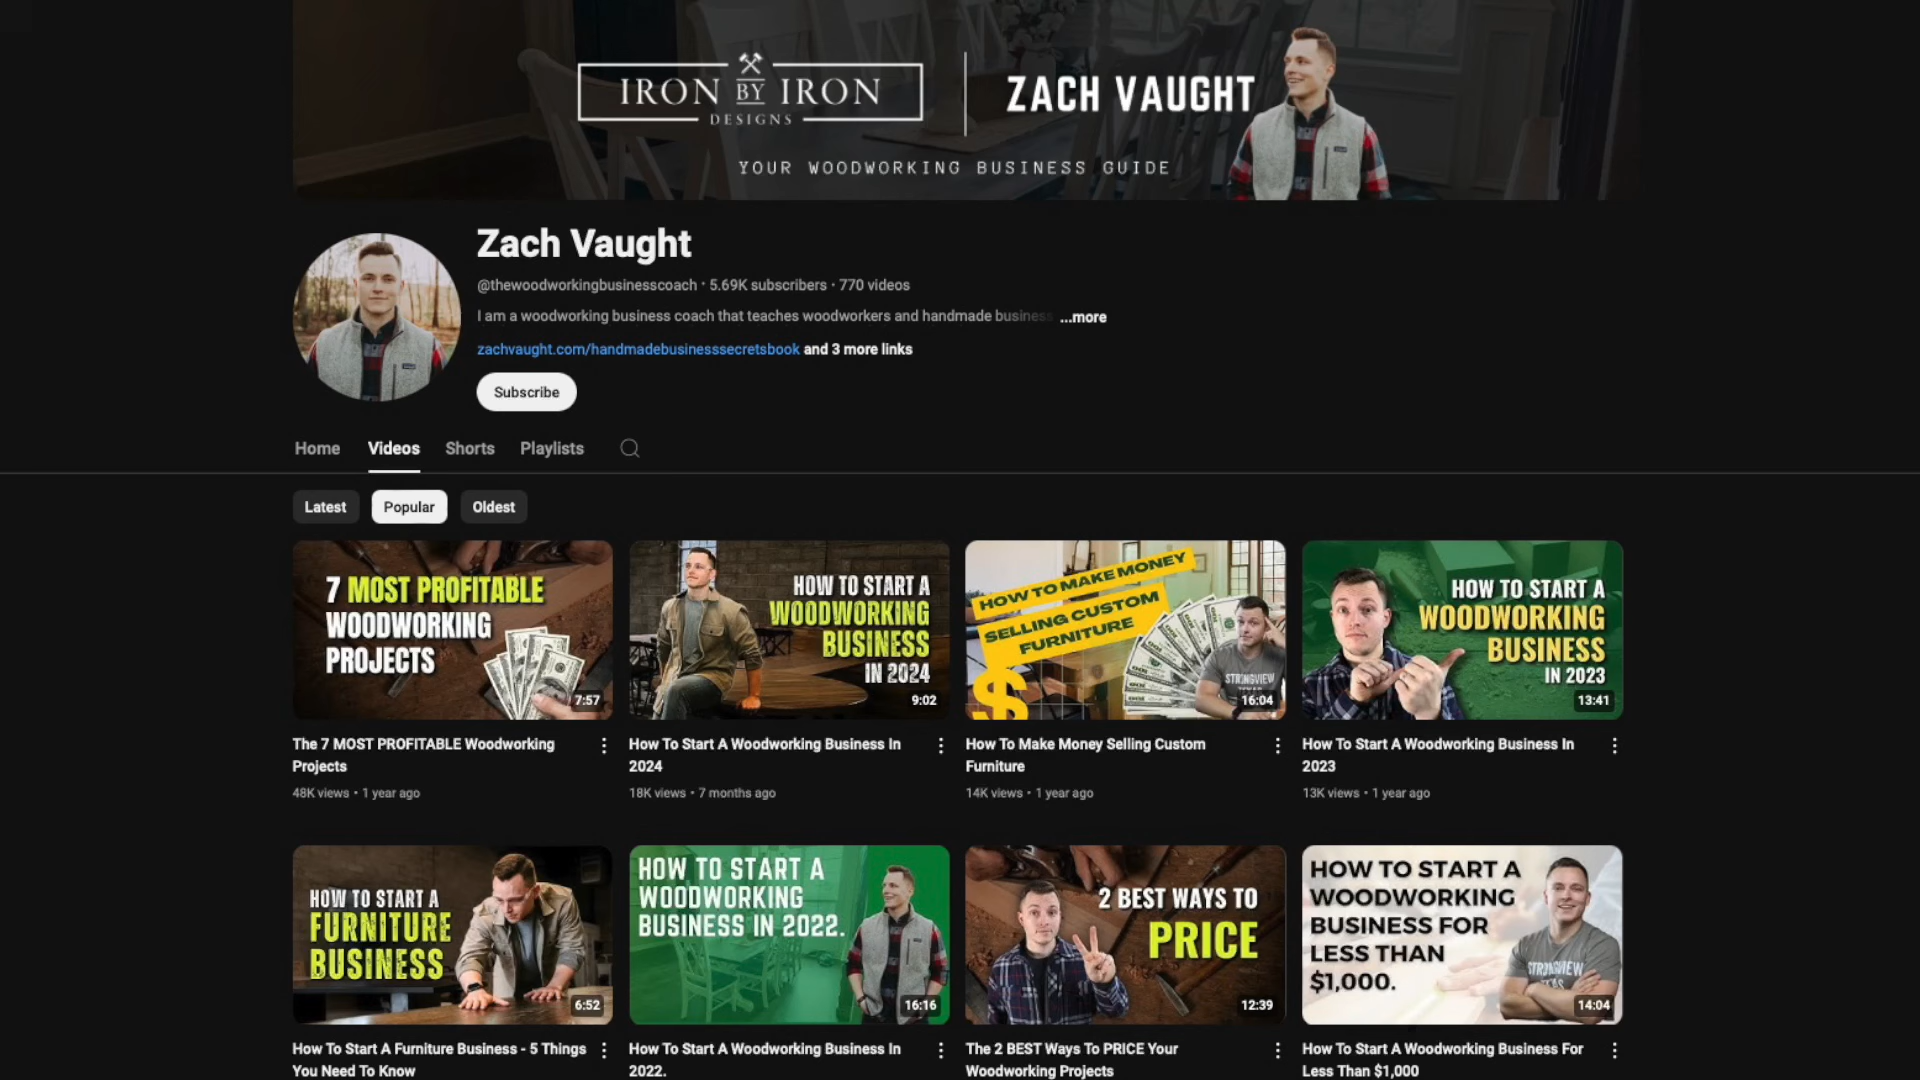 IRON BY IRON
DESIGNS
ZACH VAUGHT
YOUR WOODWORKING BUSINESS GUIDE
Zach Vaught
@thewoodworkingbusinesscoach · 5.69K subscribers · 770 videos
I am a woodworking business coach that teaches woodworkers and handmade business ...more
zachvaught.com/handmadebusinesssecretsbook and 3 more links
Subscribe
Home Videos Shorts Playlists
Latest Popular Oldest
7 MOST PROFITABLE
WOODWORKING
PROJECTS
7:57
HOW TO START A
WOODWORKING
BUSINESS
IN 2024
9:02
HOW TO MAKE MONEY
SELLING CUSTOM
FURNITURE
$
STRONGVIEW
16:04
HOW TO START A
WOODWORKING
BUSINESS
IN 2023
13:41
The 7 MOST PROFITABLE Woodworking
Projects
48K views · 1 year ago
How To Start A Woodworking Business In
2024
18K views · 7 months ago
How To Make Money Selling Custom
Furniture
14K views · 1 year ago
How To Start A Woodworking Business In
2023
13K views · 1 year ago
HOW TO START A
FURNITURE
BUSINESS
6:52
HOW TO START A
WOODWORKING
BUSINESS IN 2022.
16:16
2 BEST WAYS TO
PRICE
12:39
HOW TO START A
WOODWORKING
BUSINESS FOR
LESS THAN
$1,000.
STRONGVIEW
14:04
How To Start A Furniture Business - 5 Things
You Need To Know
How To Start A Woodworking Business In
2022.
The 2 BEST Ways To PRICE Your
Woodworking Projects
How To Start A Woodworking Business For
Less Than $1,000